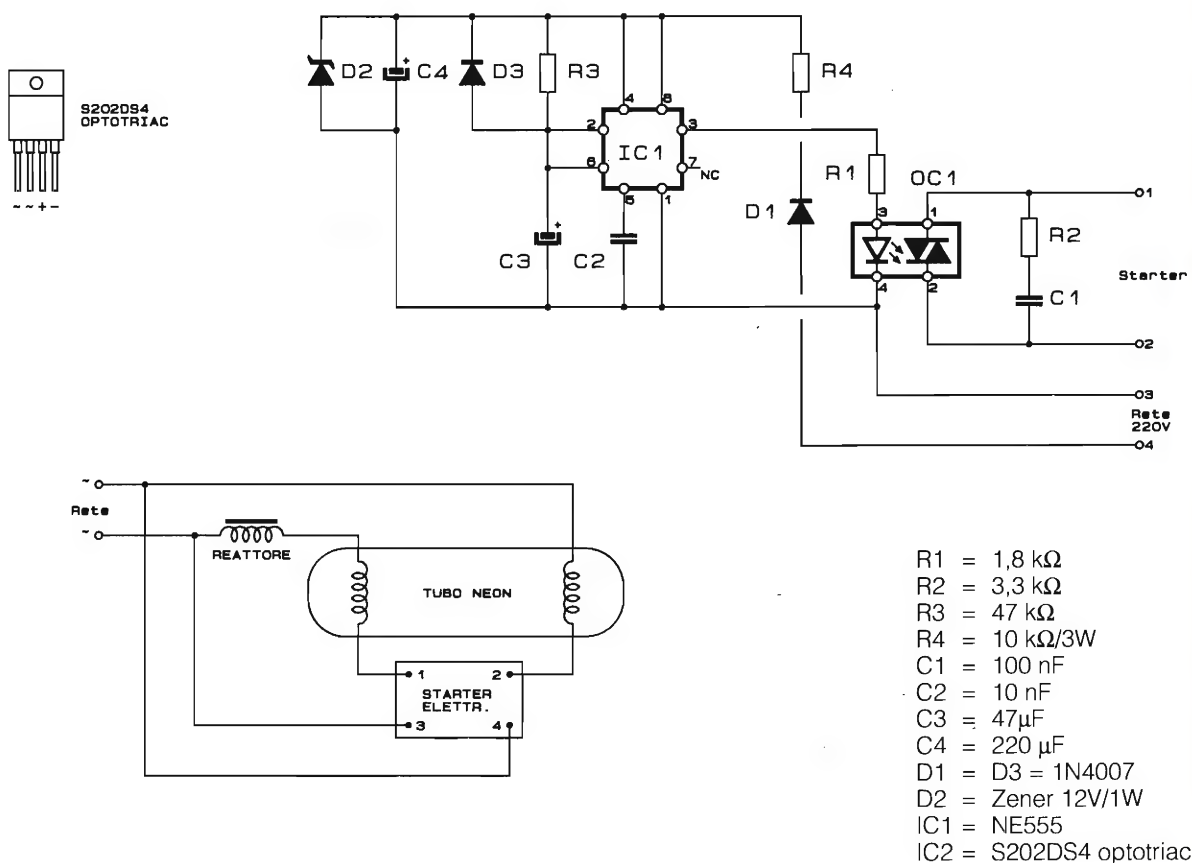 S202DS4
OPTOTRIAC
~ ~ + -
D2
+
C4
D3
R3
4
8
R4
2
3
6
7
IC1
NC
5
1
C3
+
C2
D1
R1
OC1
3
1
4
2
R2
C1
1
Starter
2
3
Rete
220V
4
~
Rete
~
REATTORE
TUBO NEON
1
2
STARTER
ELETTR.
3
4
R1 = 1,8 kΩ
R2 = 3,3 kΩ
R3 = 47 kΩ
R4 = 10 kΩ/3W
C1 = 100 nF
C2 = 10 nF
C3 = 47µF
C4 = 220 µF
D1 = D3 = 1N4007
D2 = Zener 12V/1W
IC1 = NE555
IC2 = S202DS4 optotriac